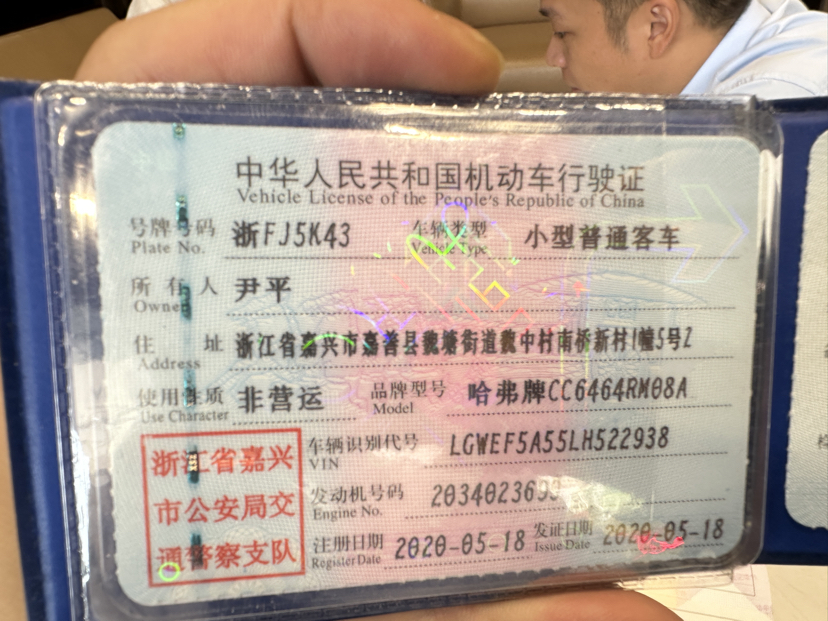 中华人民共和国机动车行驶证
Vehicle License of the People's Republic of China
号牌号码 浙FJ5K43 车辆类型 小型普通客车
Plate No. Vehicle Type
所有人 尹平
Owner
住址 浙江省嘉兴市嘉善县魏塘街道魏中村南桥新村1幢5号2
Address
使用性质 非营运 品牌型号 哈弗牌CC6464RM08A
Use Character Model
浙江省嘉兴
市公安局交
通警察支队
车辆识别代号 LGWEF5A55LH522938
VIN
发动机号码
Engine No.
注册日期 2020-05-18 发证日期 2020-05-18
Register Date Issue Date